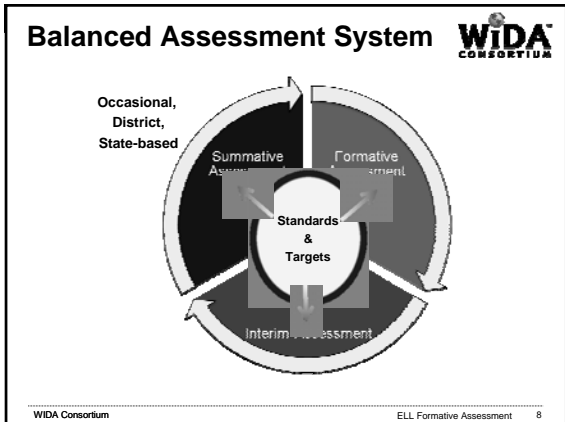 Balanced Assessment System
WiDA
CONSORTIUM
Occasional,
District,
State-based
Summative
Formative
Standards
&
Targets
Interim Assessment
WIDA Consortium
ELL Formative Assessment 8